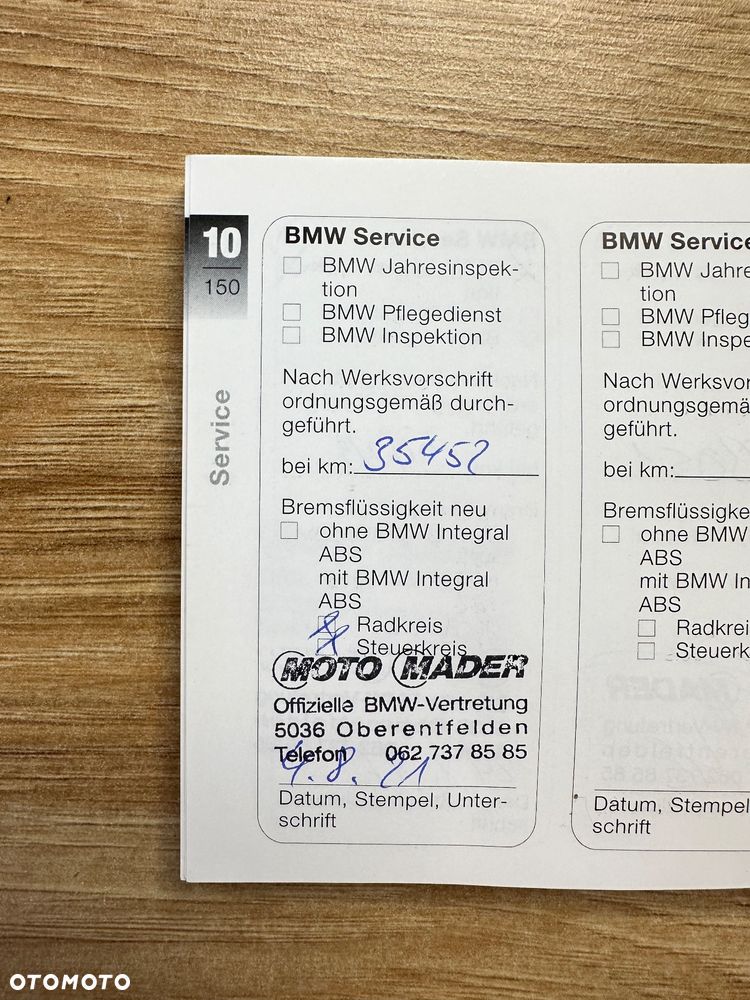 10
150
Service
BMW Service
BMW Jahresinspek-
tion
BMW Pflegedienst
BMW Inspektion
Nach Werksvorschrift
ordnungsgemäß durch-
geführt.
bei km: 35452
Bremsflüssigkeit neu
ohne BMW Integral
ABS
mit BMW Integral
ABS
Radkreis
Steuerkreis
MOTO MADER
Offizielle BMW-Vertretung
5036 Oberentfelden
Telefon 062 737 85 85
4.8.21
Datum, Stempel, Unter-
schrift
BMW Service
BMW Jahre
tion
BMW Pfleg
BMW Inspe
Nach Werksvor
ordnungsgemä
geführt.
bei km:
Bremsflüssigke
ohne BMW
ABS
mit BMW In
ABS
Radkrei
Steuerk
Datum, Stempel
schrift
OTOMOTO